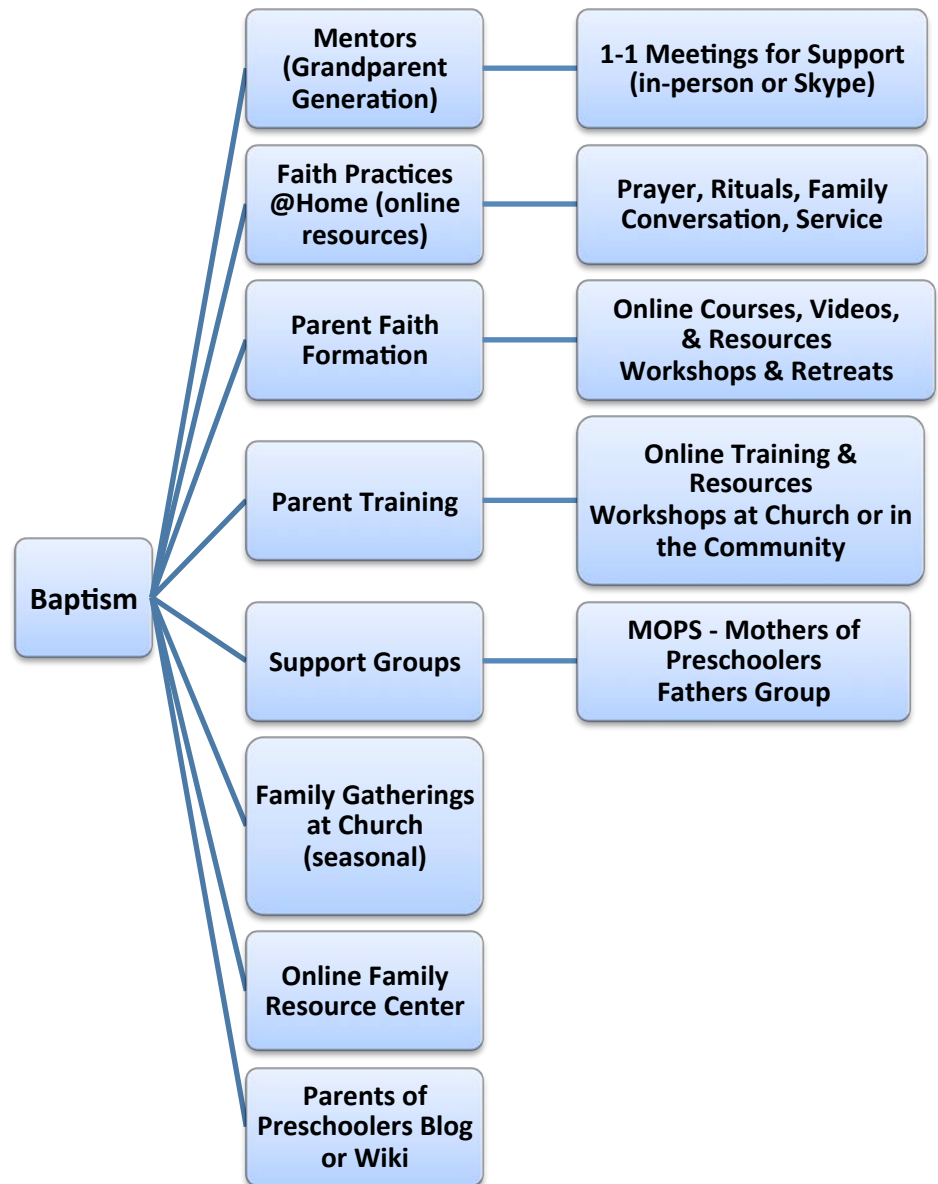 Baptism
Mentors
(Grandparent
Generation)
1-1 Meetings for Support
(in-person or Skype)
Faith Practices
@Home (online
resources)
Prayer, Rituals, Family
Conversation, Service
Parent Faith
Formation
Online Courses, Videos,
& Resources
Workshops & Retreats
Parent Training
Online Training &
Resources
Workshops at Church or in
the Community
Support Groups
MOPS - Mothers of
Preschoolers
Fathers Group
Family Gatherings
at Church
(seasonal)
Online Family
Resource Center
Parents of
Preschoolers Blog
or Wiki